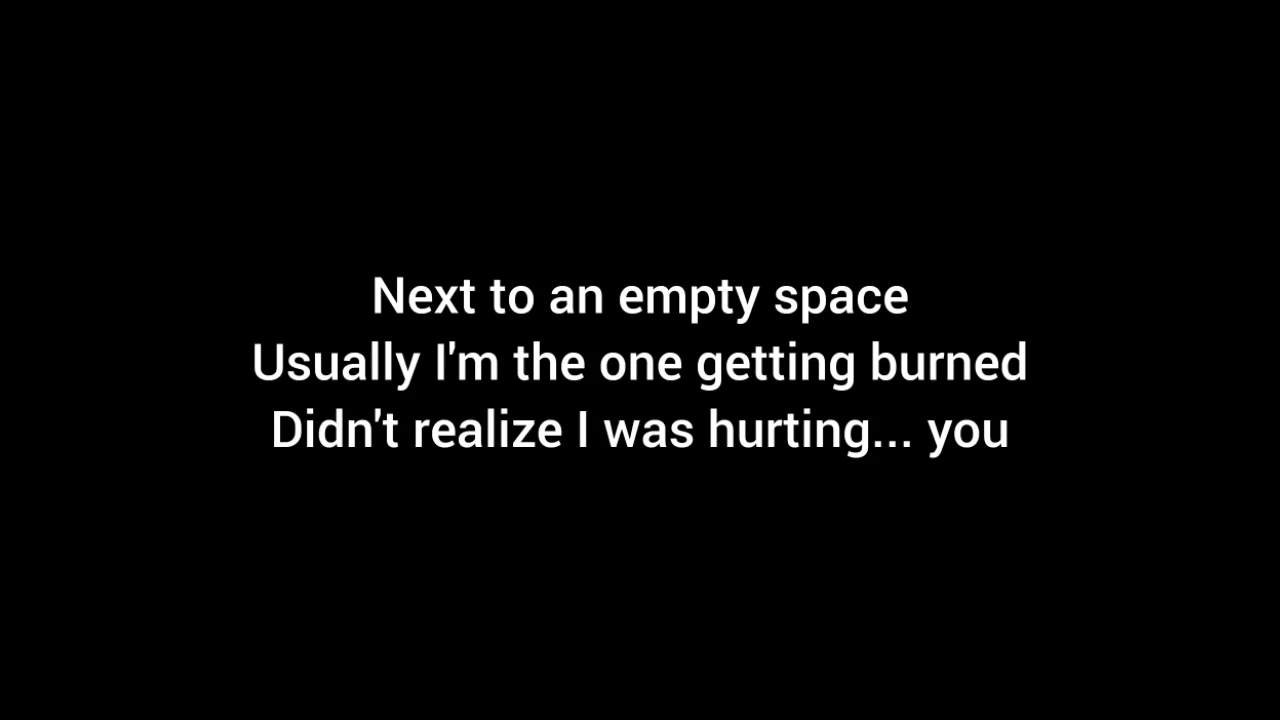 Next to an empty space
Usually I'm the one getting burned
Didn't realize I was hurting... you